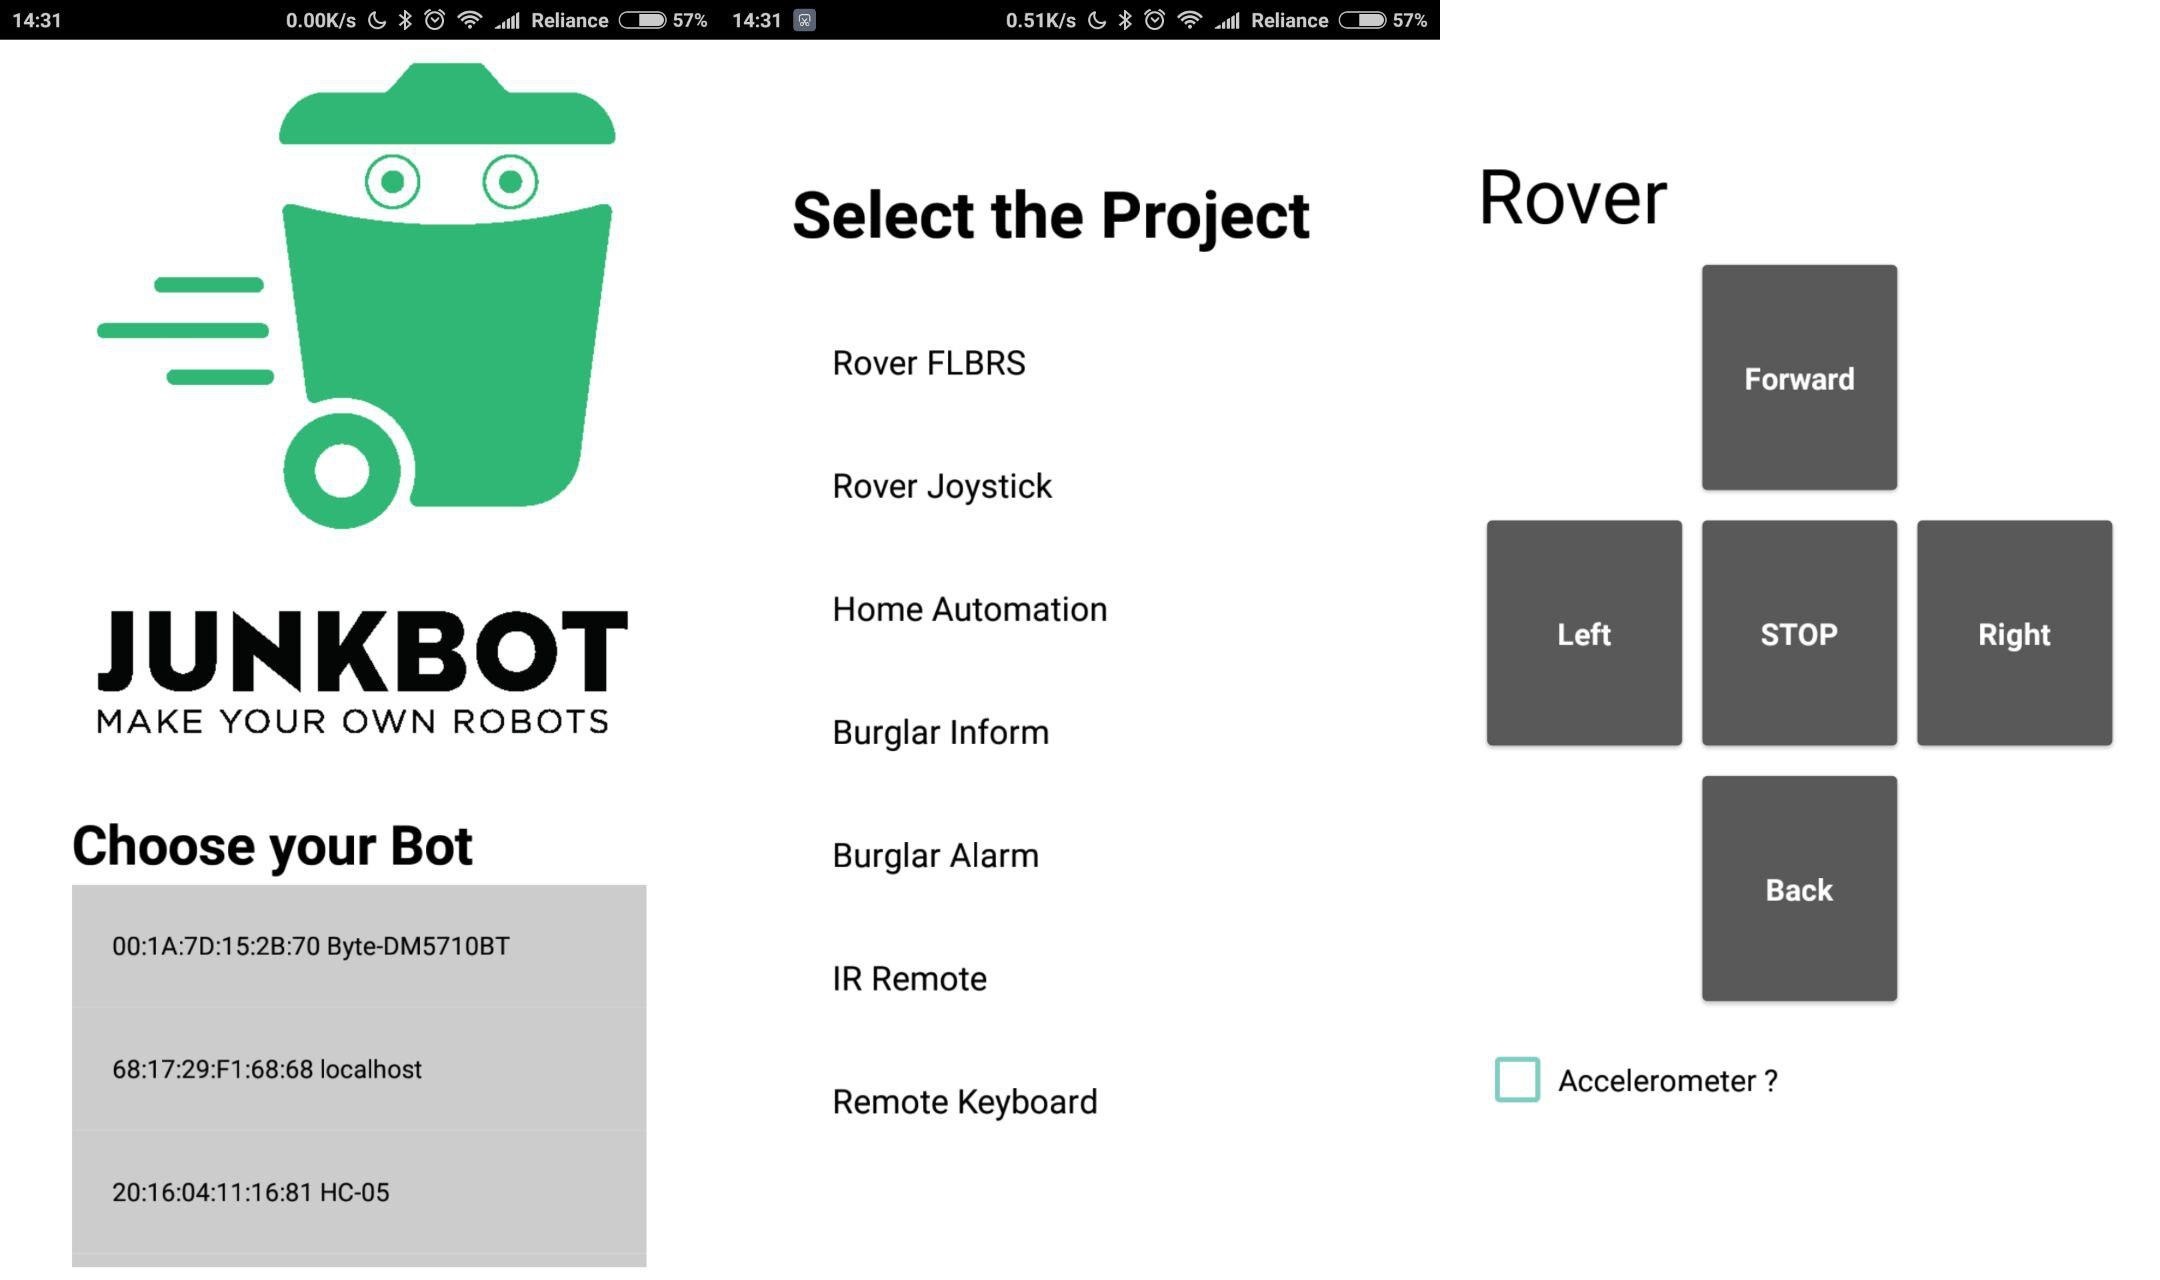 14:31 0.00K/s Reliance 57%
JUNKBOT
MAKE YOUR OWN ROBOTS
Choose your Bot
00:1A:7D:15:2B:70 Byte-DM5710BT
68:17:29:F1:68:68 localhost
20:16:04:11:16:81 HC-05
14:31 0.51K/s Reliance 57%
Select the Project
Rover FLBRS
Rover Joystick
Home Automation
Burglar Inform
Burglar Alarm
IR Remote
Remote Keyboard
Rover
Forward
Left STOP Right
Back
Accelerometer ?